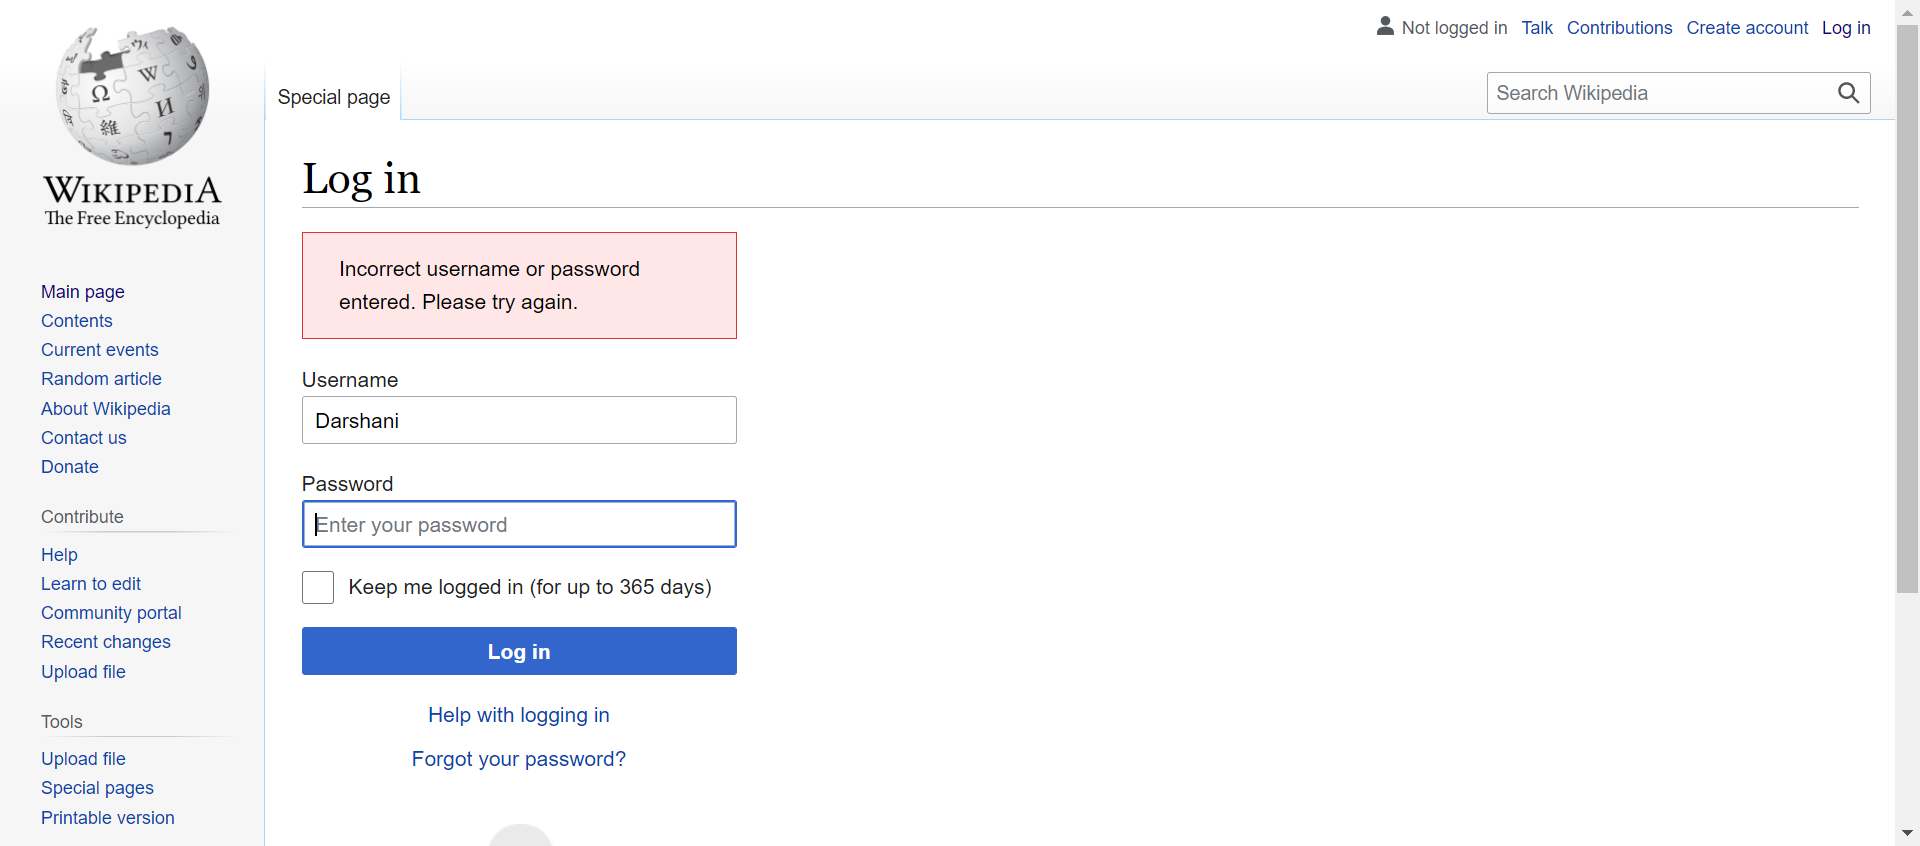 Not logged in Talk Contributions Create account Log in
Special page
Search Wikipedia
WIKIPEDIA
The Free Encyclopedia
Main page
Contents
Current events
Random article
About Wikipedia
Contact us
Donate
Contribute
Help
Learn to edit
Community portal
Recent changes
Upload file
Tools
Upload file
Special pages
Printable version
Log in
Incorrect username or password
entered. Please try again.
Username
Darshani
Password
Enter your password
Keep me logged in (for up to 365 days)
Log in
Help with logging in
Forgot your password?